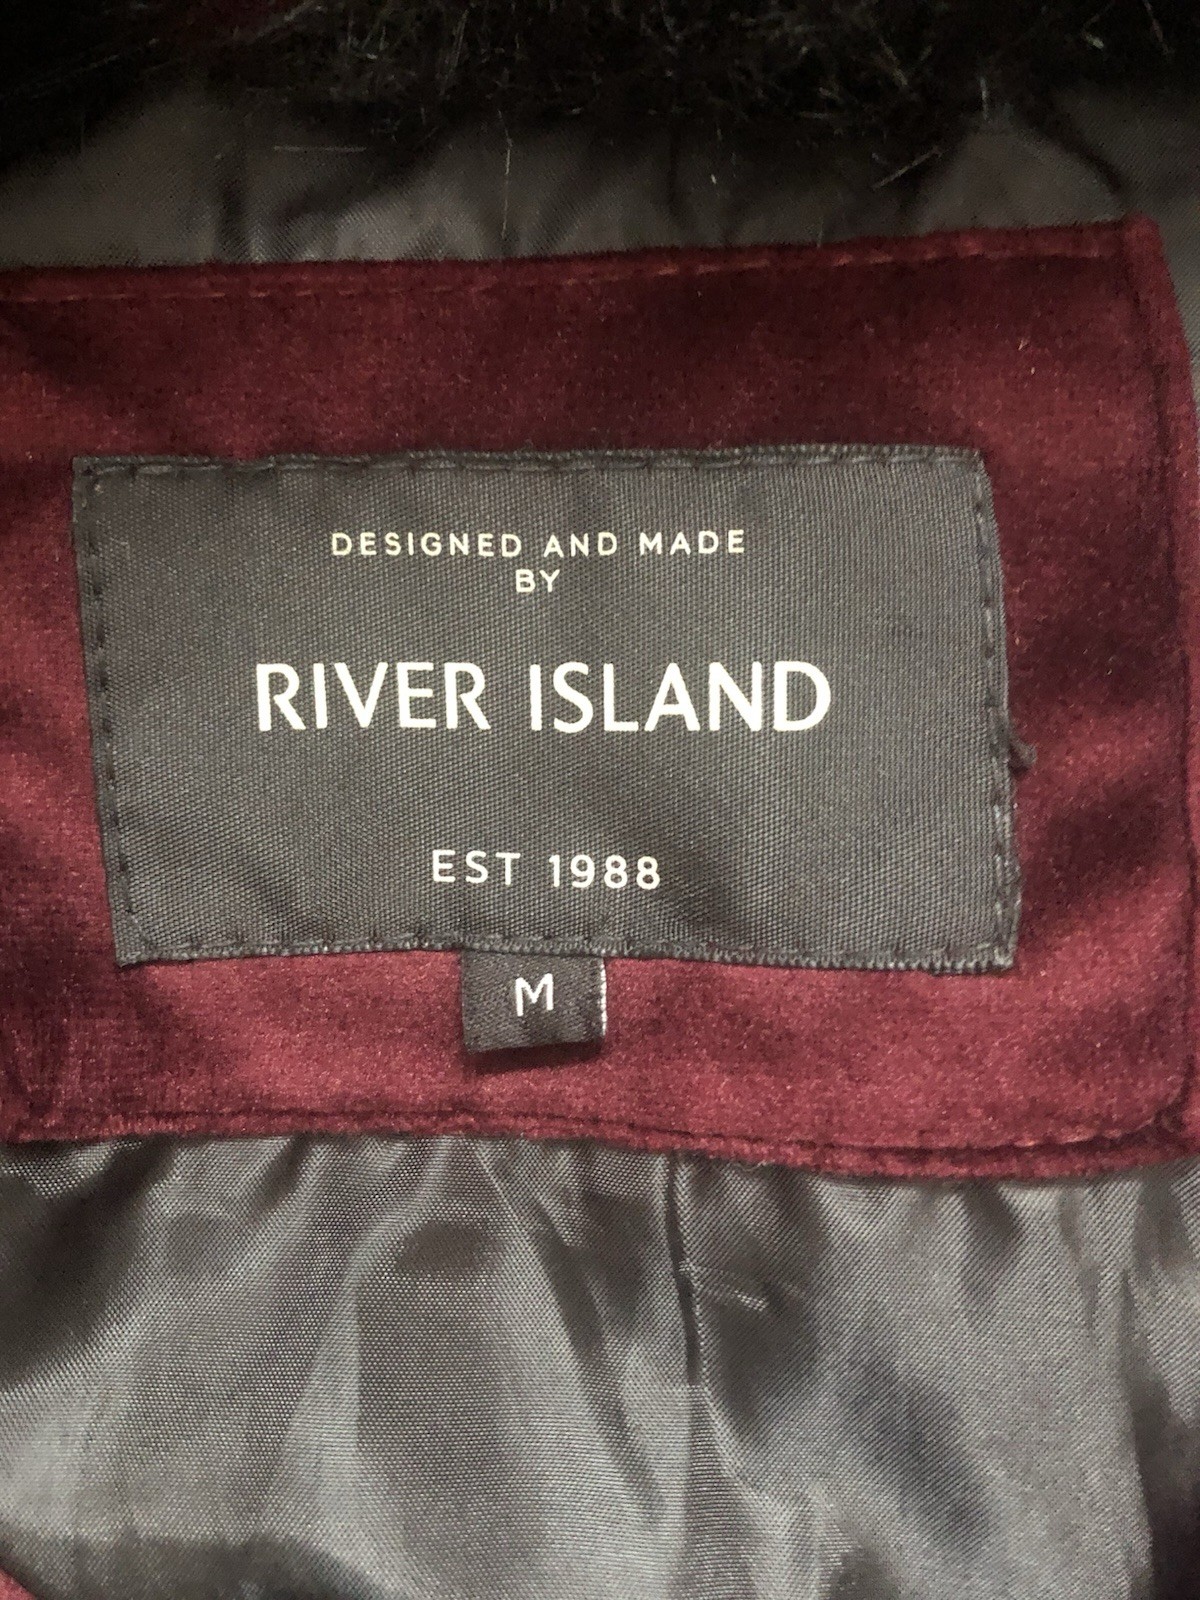 DESIGNED AND MADE
BY
RIVER ISLAND
EST 1988
M